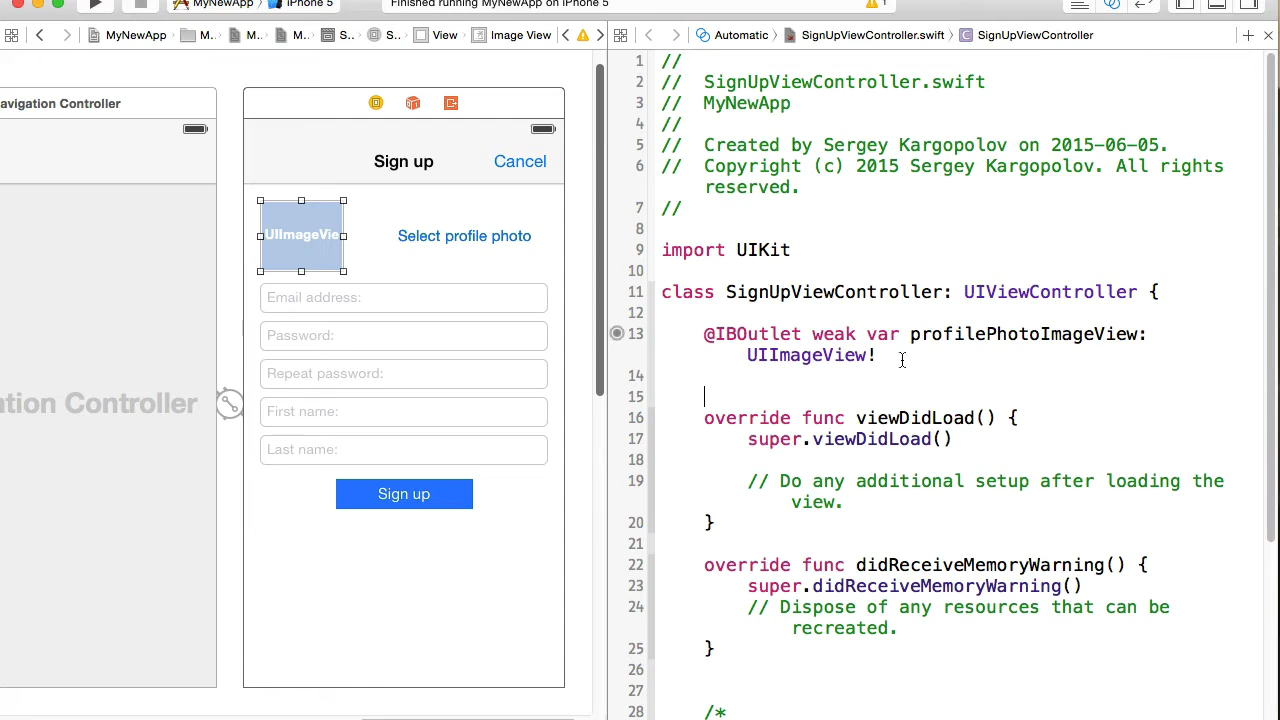 MyNewApp
iPhone 5
Finished running MyNewApp on iPhone 5
1
MyNewApp
M...
M...
M...
S...
S...
View
Image View
Automatic
SignUpViewController.swift
SignUpViewController
avigation Controller
ation Controller
Sign up
Cancel
UIImageVie
Select profile photo
Email address:
Password:
Repeat password:
First name:
Last name:
Sign up
1 //
2 // SignUpViewController.swift
3 // MyNewApp
4 //
5 // Created by Sergey Kargopolov on 2015-06-05.
6 // Copyright (c) 2015 Sergey Kargopolov. All rights
reserved.
7 //
8
9 import UIKit
10
11 class SignUpViewController: UIViewController {
12
13 @IBOutlet weak var profilePhotoImageView:
UIImageView!
14
15
16 override func viewDidLoad() {
17 super.viewDidLoad()
18
19 // Do any additional setup after loading the
view.
20 }
21
22 override func didReceiveMemoryWarning() {
23 super.didReceiveMemoryWarning()
24 // Dispose of any resources that can be
recreated.
25 }
26
27
28 /*